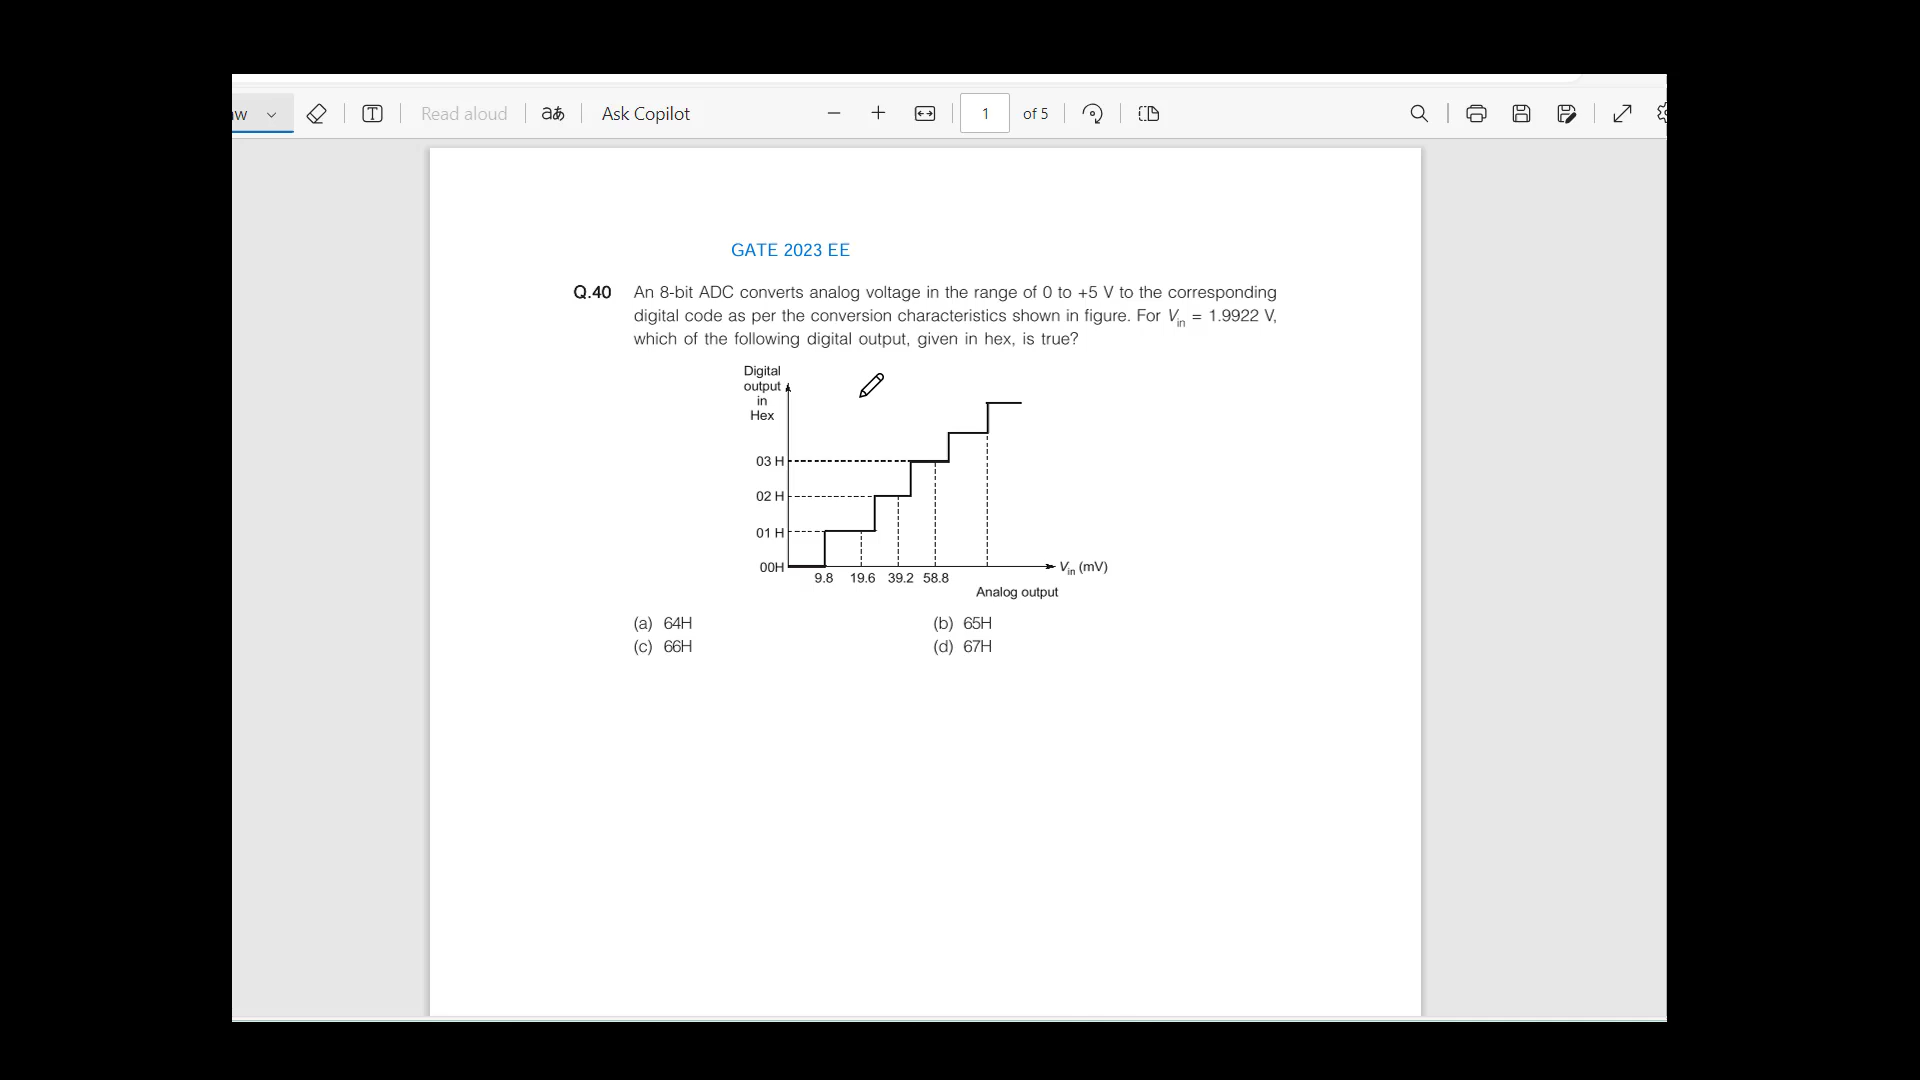 aw
Read aloud
aあ
Ask Copilot
1
of 5
GATE 2023 EE
Q.40 An 8-bit ADC converts analog voltage in the range of 0 to +5 V to the corresponding
digital code as per the conversion characteristics shown in figure. For Vin = 1.9922 V,
which of the following digital output, given in hex, is true?
Digital
output
in
Hex
03 H
02 H
01 H
00H
9.8 19.6 39.2 58.8
Vin (mV)
Analog output
(a) 64H (b) 65H
(c) 66H (d) 67H